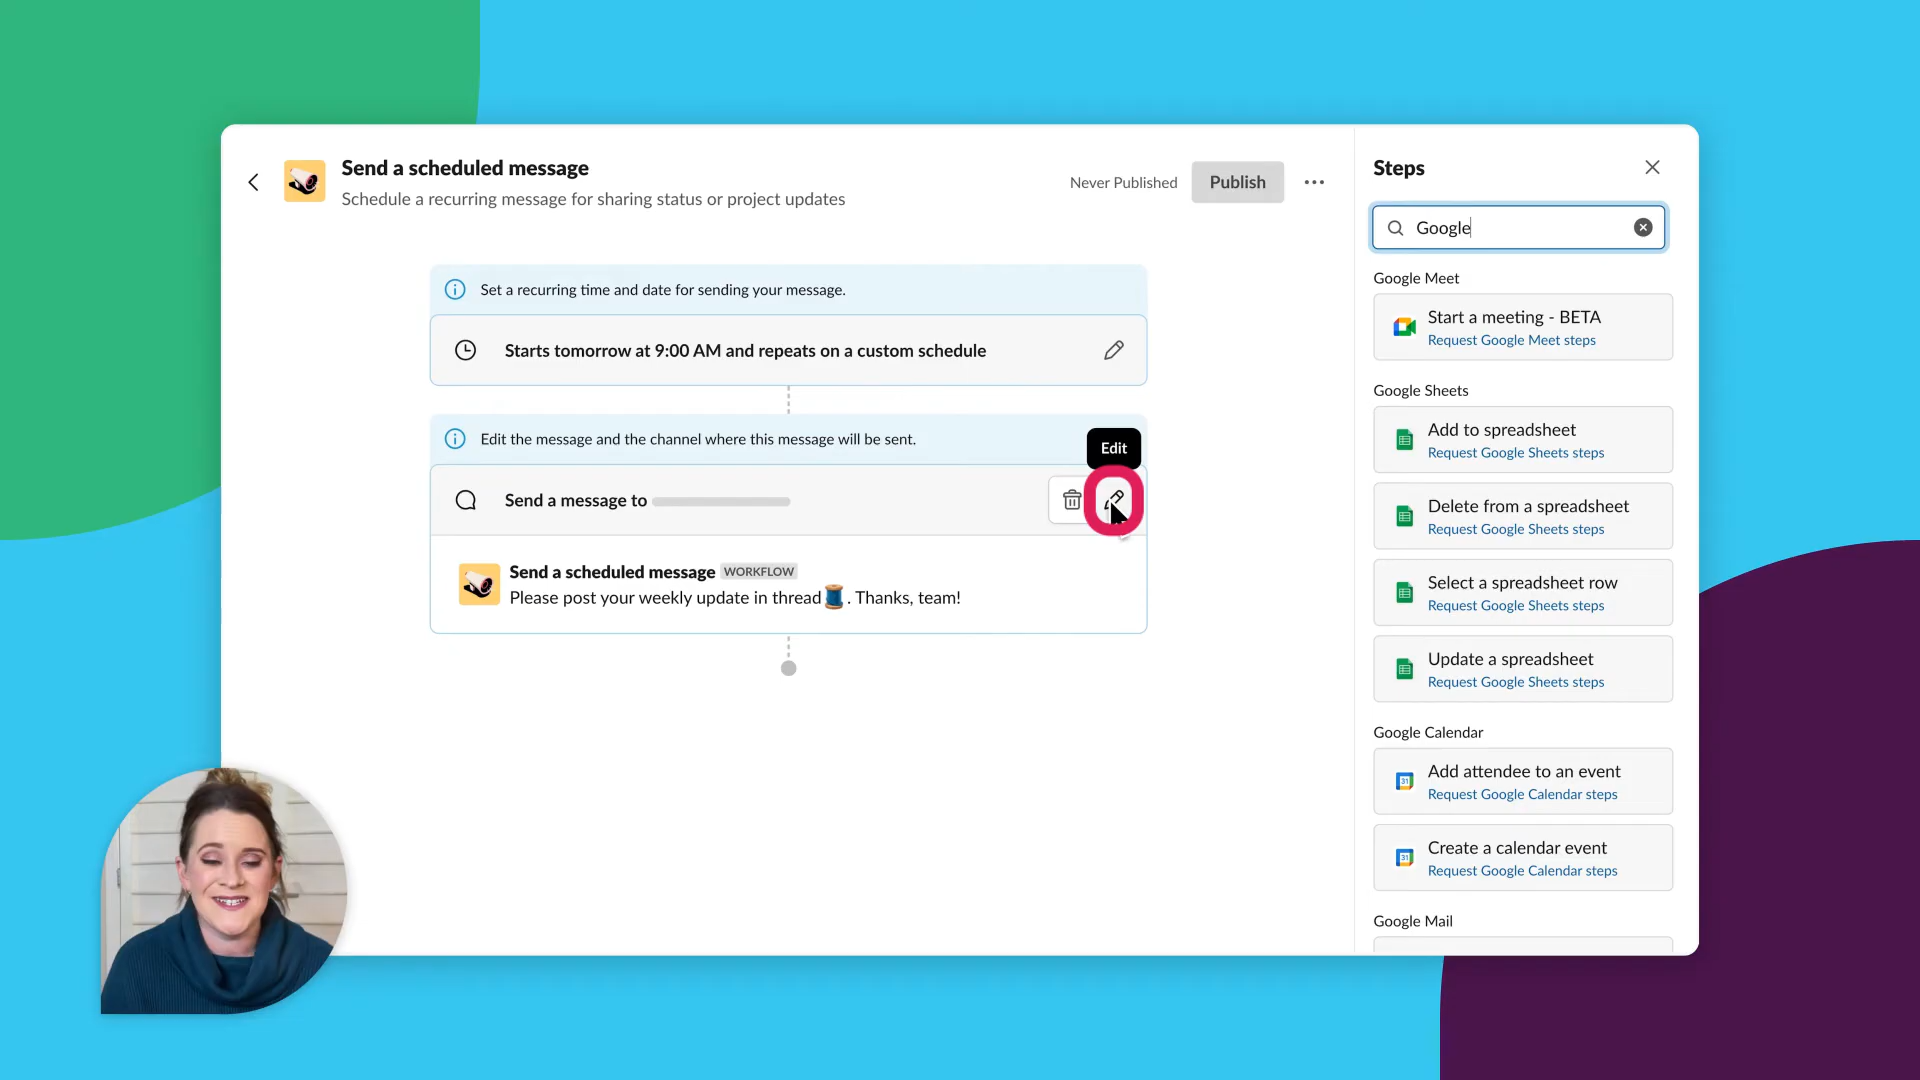 Send a scheduled message
Schedule a recurring message for sharing status or project updates
Never Published
Publish
Set a recurring time and date for sending your message.
Starts tomorrow at 9:00 AM and repeats on a custom schedule
Edit the message and the channel where this message will be sent.
Edit
Send a message to
Send a scheduled message WORKFLOW
Please post your weekly update in thread🧵. Thanks, team!
Steps
Google
Google Meet
Start a meeting - BETA
Request Google Meet steps
Google Sheets
Add to spreadsheet
Request Google Sheets steps
Delete from a spreadsheet
Request Google Sheets steps
Select a spreadsheet row
Request Google Sheets steps
Update a spreadsheet
Request Google Sheets steps
Google Calendar
31
Add attendee to an event
Request Google Calendar steps
31
Create a calendar event
Request Google Calendar steps
Google Mail